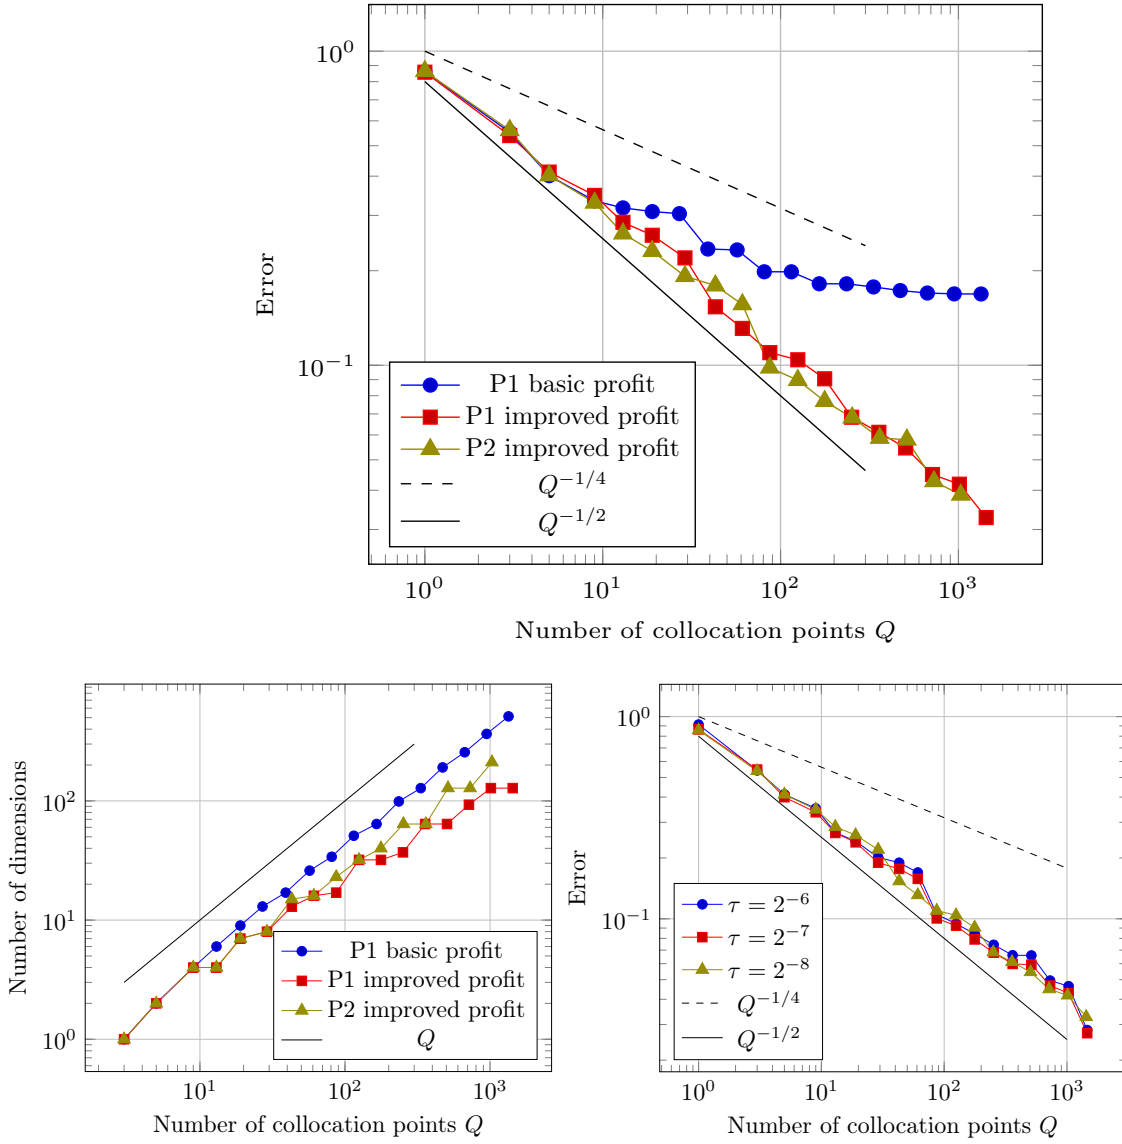 10^0
10^{-1}
Error
P1 basic profit
P1 improved profit
P2 improved profit
Q^{-1/4}
Q^{-1/2}
10^0 10^1 10^2 10^3
Number of collocation points Q
10^2
10^1
10^0
Number of dimensions
P1 basic profit
P1 improved profit
P2 improved profit
Q
10^1 10^2 10^3
Number of collocation points Q
10^0
10^{-1}
Error
τ = 2^{-6}
τ = 2^{-7}
τ = 2^{-8}
Q^{-1/4}
Q^{-1/2}
10^0 10^1 10^2 10^3
Number of collocation points Q